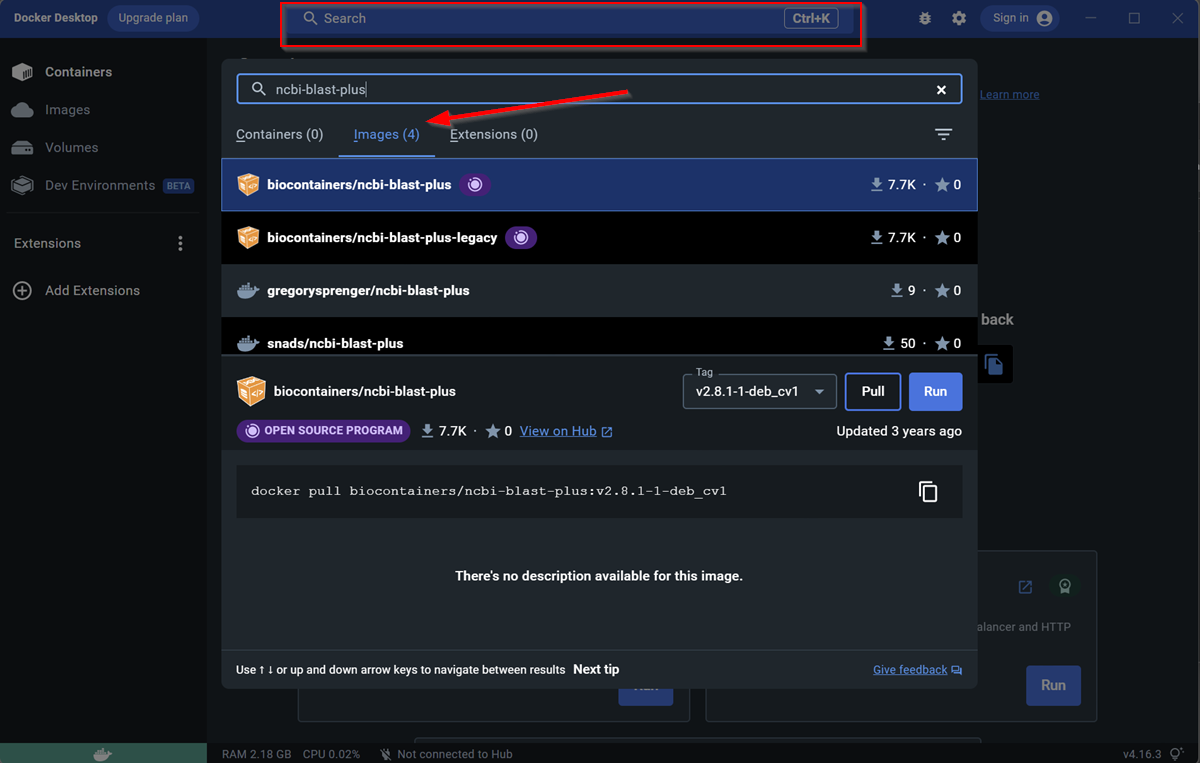 Docker Desktop Upgrade plan Search Ctrl+K Sign in
Containers
Images
Volumes
Dev Environments BETA
Extensions
Add Extensions
ncbi-blast-plus
Learn more
Containers (0) Images (4) Extensions (0)
biocontainers/ncbi-blast-plus 7.7K · 0
biocontainers/ncbi-blast-plus-legacy 7.7K · 0
gregorysprenger/ncbi-blast-plus 9 · 0
back
snads/ncbi-blast-plus 50 · 0
Tag
biocontainers/ncbi-blast-plus v2.8.1-1-deb_cv1 Pull Run
OPEN SOURCE PROGRAM 7.7K · 0 View on Hub Updated 3 years ago
docker pull biocontainers/ncbi-blast-plus:v2.8.1-1-deb_cv1
There's no description available for this image.
alancer and HTTP
Use ↑ ↓ or up and down arrow keys to navigate between results Next tip Give feedback
Run
RAM 2.18 GB CPU 0.02% Not connected to Hub v4.16.3